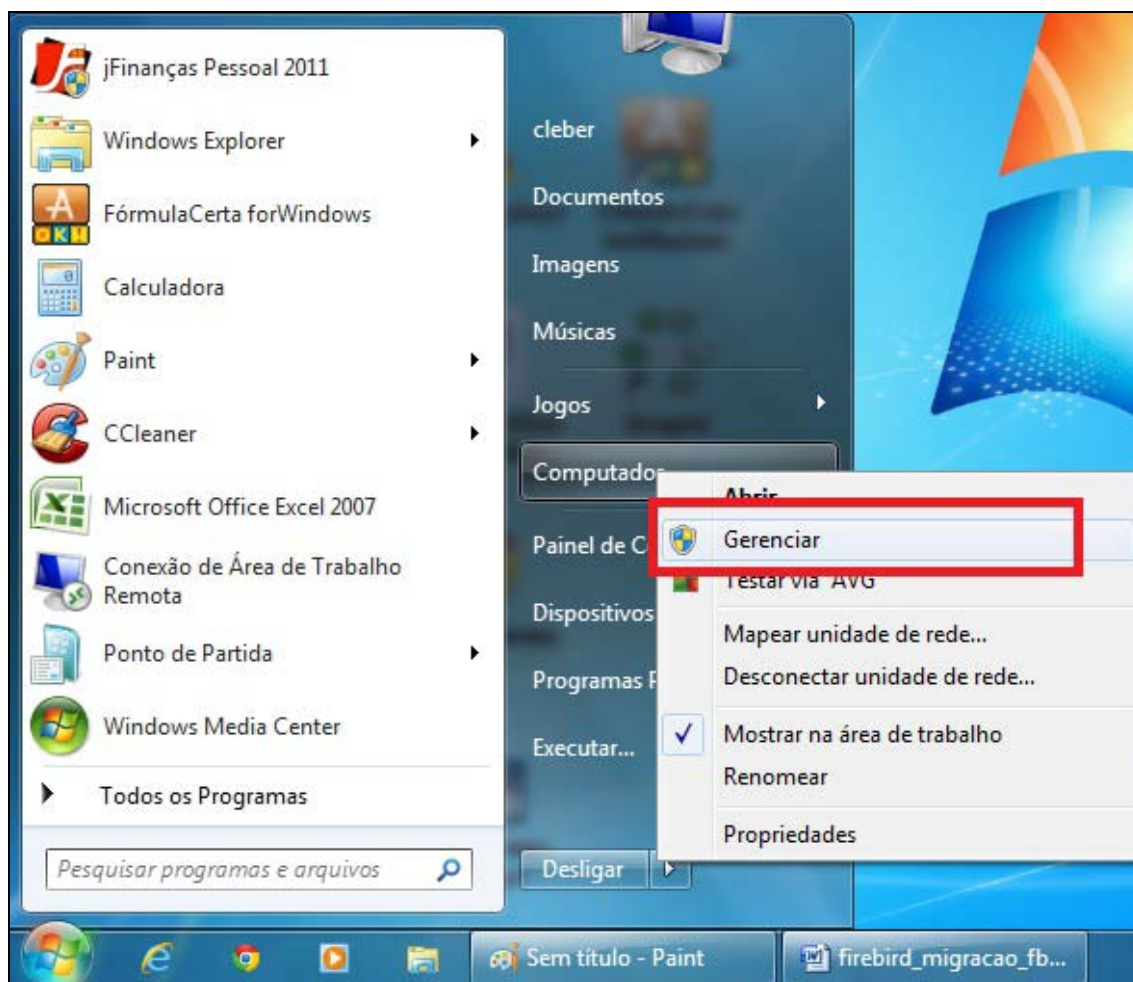 jFinanças Pessoal 2011
Windows Explorer
FórmulaCerta forWindows
Calculadora
Paint
CCleaner
Microsoft Office Excel 2007
Conexão de Área de Trabalho
Remota
Ponto de Partida
Windows Media Center
Todos os Programas
Pesquisar programas e arquivos
cleber
Documentos
Imagens
Músicas
Jogos
Computador
Painel de C
Dispositivos
Programas P
Executar...
Desligar
Abrir
Gerenciar
Testar via AVG
Mapear unidade de rede...
Desconectar unidade de rede...
Mostrar na área de trabalho
Renomear
Propriedades
Sem título - Paint
firebird_migracao_fb...